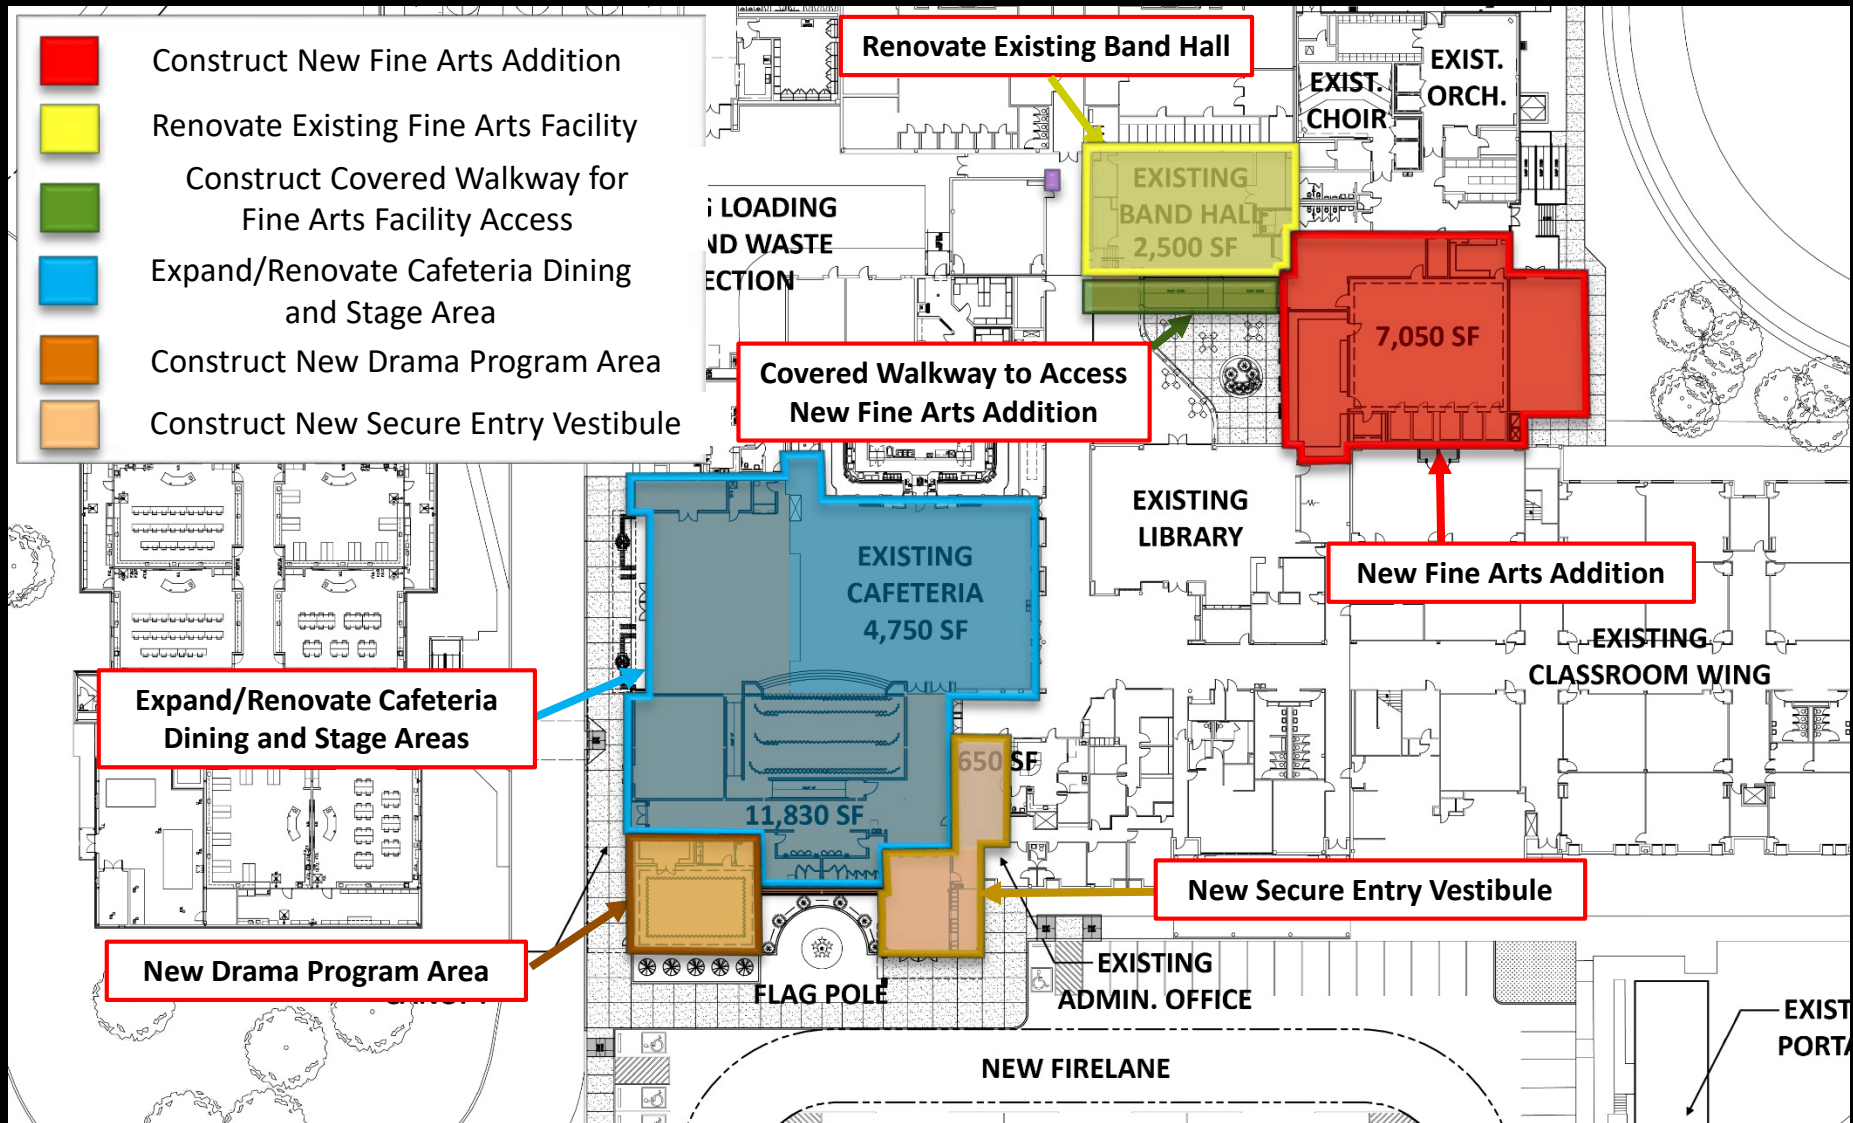 Construct New Fine Arts Addition
Renovate Existing Fine Arts Facility
Construct Covered Walkway for
Fine Arts Facility Access
Expand/Renovate Cafeteria Dining
and Stage Area
Construct New Drama Program Area
Construct New Secure Entry Vestibule
Renovate Existing Band Hall
EXIST.
CHOIR
EXIST.
ORCH.
EXISTING
BAND HALL
2,500 SF
LOADING
WASTE
7,050 SF
Covered Walkway to Access
New Fine Arts Addition
EXISTING
LIBRARY
New Fine Arts Addition
EXISTING
CAFETERIA
4,750 SF
EXISTING
CLASSROOM WING
Expand/Renovate Cafeteria
Dining and Stage Areas
650 SF
11,830 SF
New Secure Entry Vestibule
New Drama Program Area
FLAG POLE
EXISTING
ADMIN. OFFICE
NEW FIRELANE
EXIST
PORTA